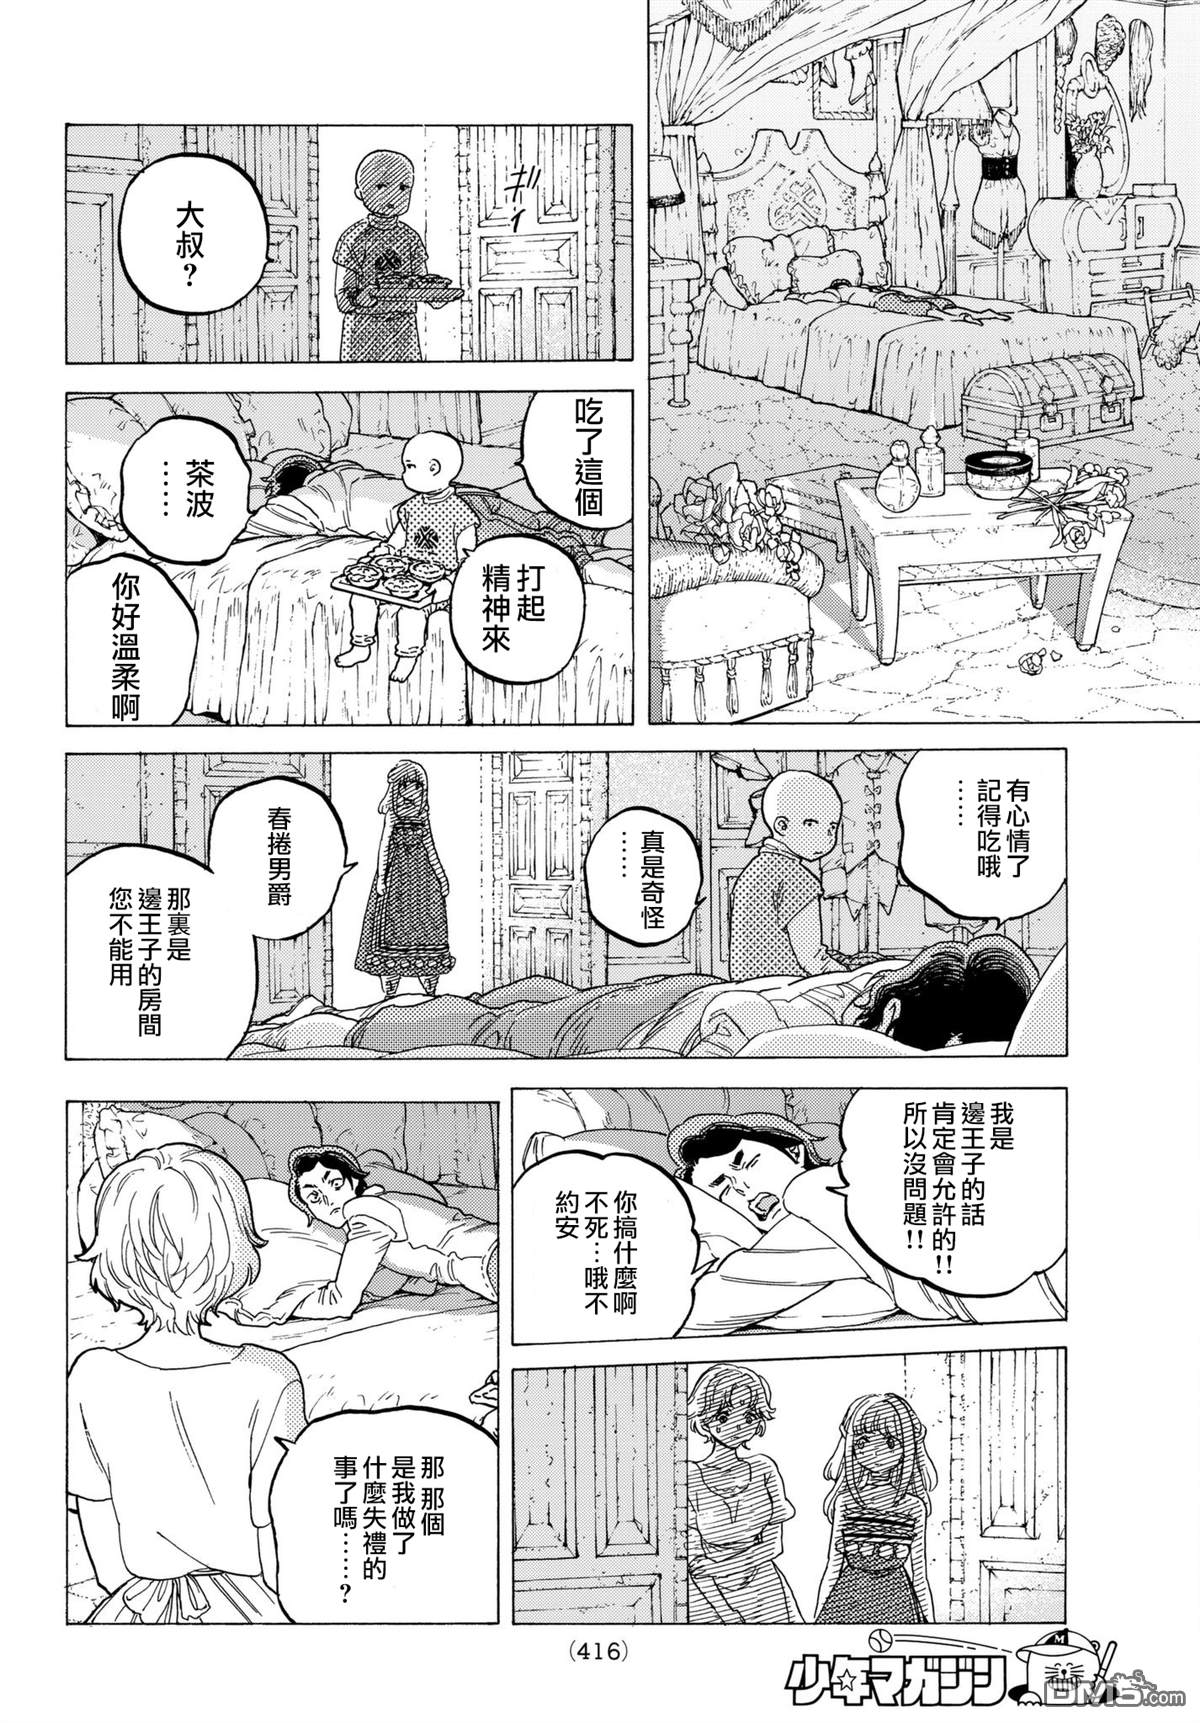 ギイ
大叔?
吃了這個
打起
精神來
茶波
……
你好溫柔啊
有心情了
記得吃哦
……
真是奇怪
……
春捲男爵
那裏是
邊王子的房間
您不能用
我是
邊王子的話
肯定會允許的!!
所以沒問題!!
你搞什麼啊
不死…哦不
約安
那 那個
是我做了
什麼失禮的
事了嗎……?
(416)
少年マガジン
M
DM5.com